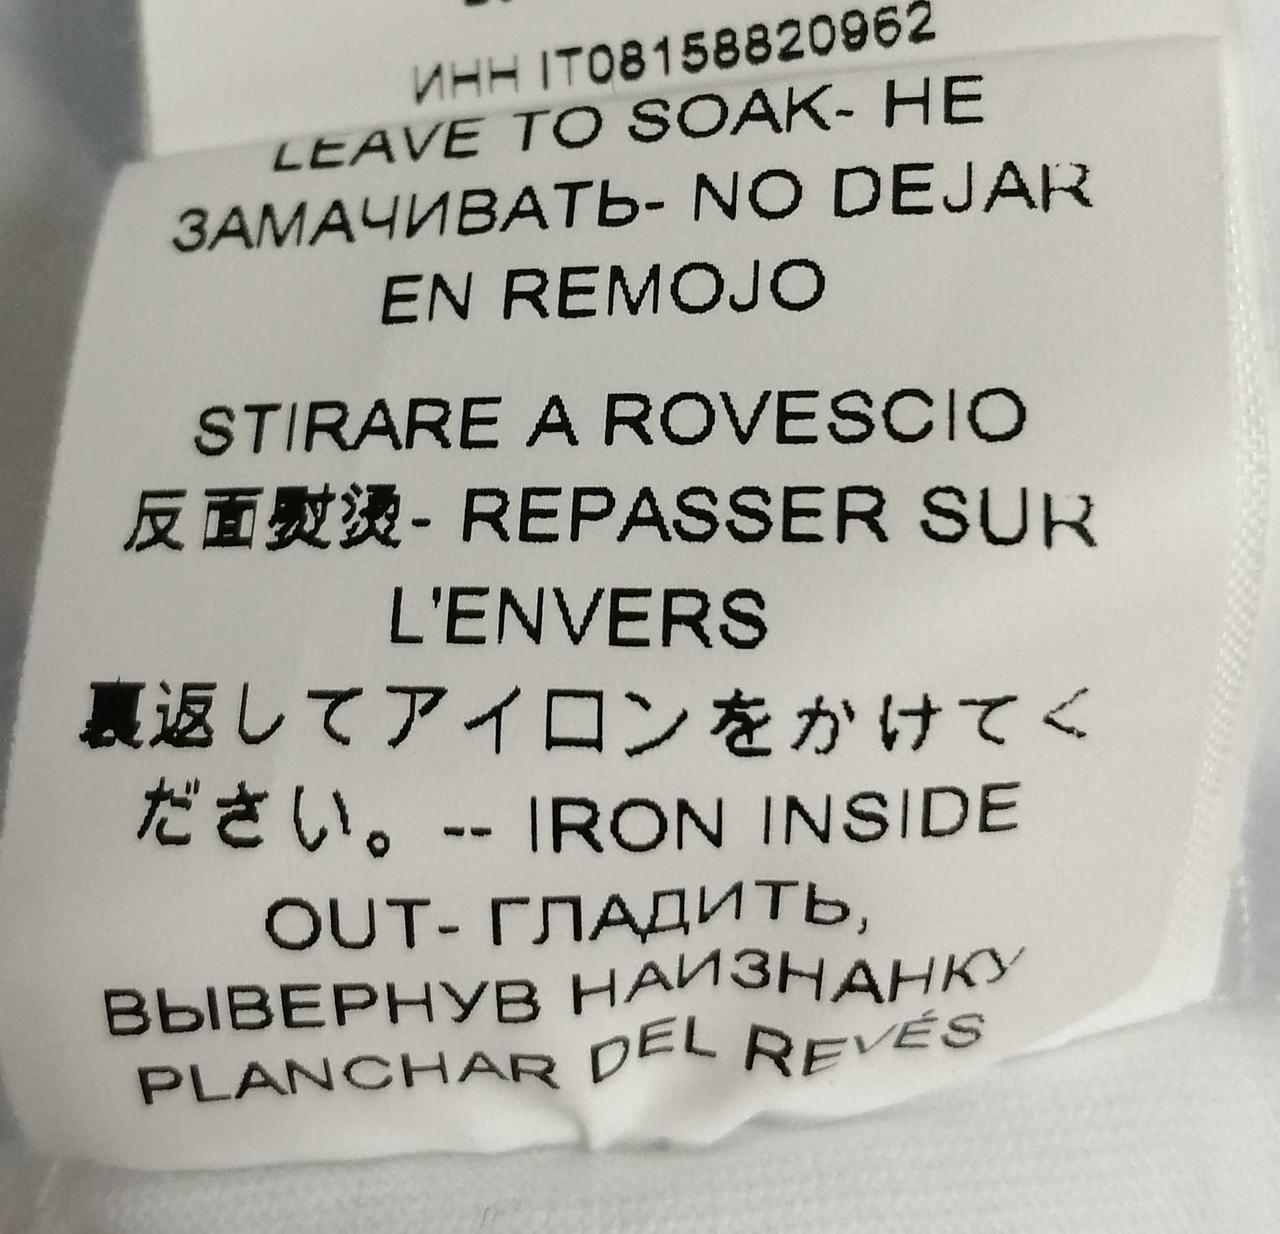 ИНН IT08158820962
LEAVE TO SOAK- НЕ
ЗАМАЧИВАТЬ- NO DEJAR
EN REMOJO
STIRARE A ROVESCIO
反面熨烫- REPASSER SUR
L'ENVERS
裏返してアイロンをかけてく
ださい。-- IRON INSIDE
OUT- ГЛАДИТЬ,
ВЫВЕРНУВ НАИЗНАНКУ
PLANCHAR DEL REVÉS